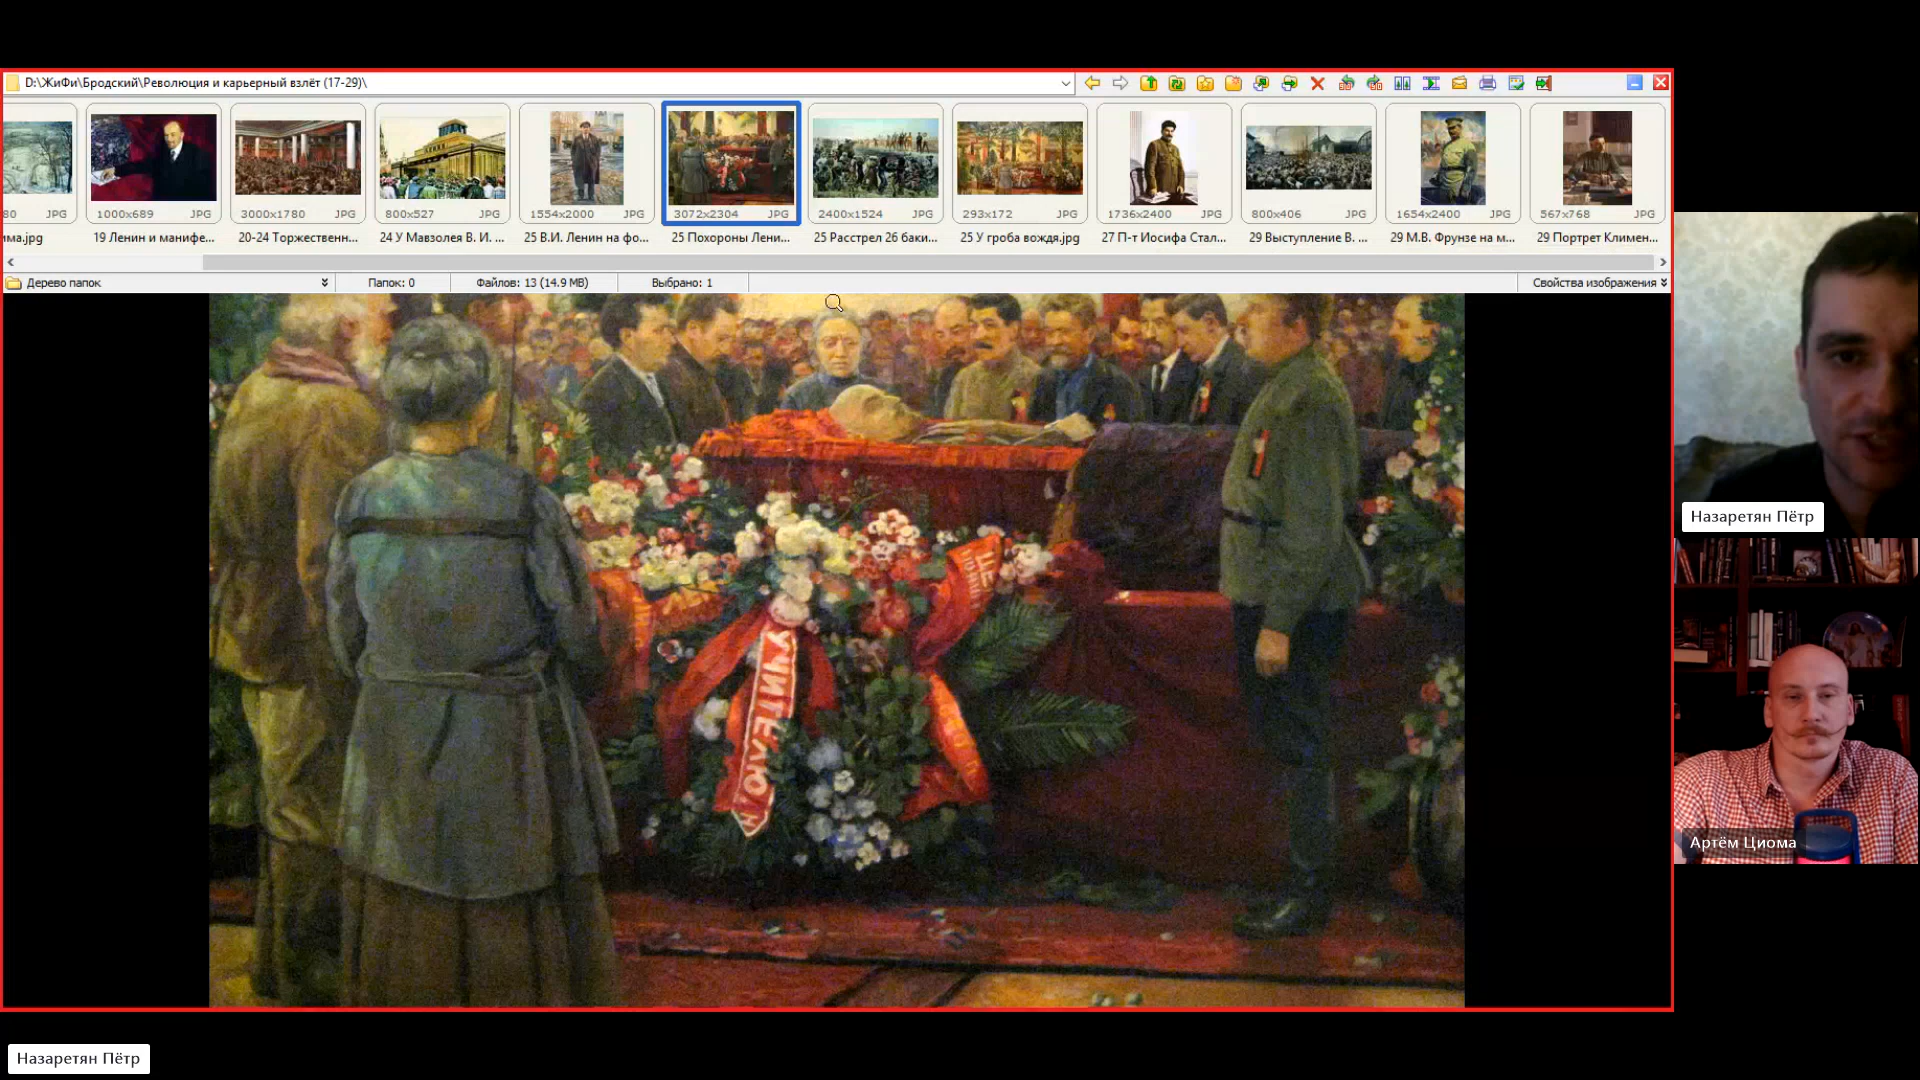 D:\ЖиФи\Бродский\Революция и карьерный взлёт (17-29)\
80 JPG
1000x689 JPG
3000x1780 JPG
800x527 JPG
1554x2000 JPG
3072x2304 JPG
2400x1524 JPG
293x172 JPG
1736x2400 JPG
800x406 JPG
1654x2400 JPG
567x768 JPG
има.jpg
19 Ленин и манифе...
20-24 Торжественн...
24 У Мавзолея В. И. ...
25 В.И. Ленин на фо...
25 Похороны Лени...
25 Расстрел 26 баки...
25 У гроба вождя.jpg
27 П-т Иосифа Стал...
29 Выступление В. ...
29 М.В. Фрунзе на м...
29 Портрет Климен...
Дерево папок
Папок: 0
Файлов: 13 (14.9 MB)
Выбрано: 1
Свойства изображения
УЧИТЕЛЮ
Назаретян Пётр
Артём Циома
Назаретян Пётр